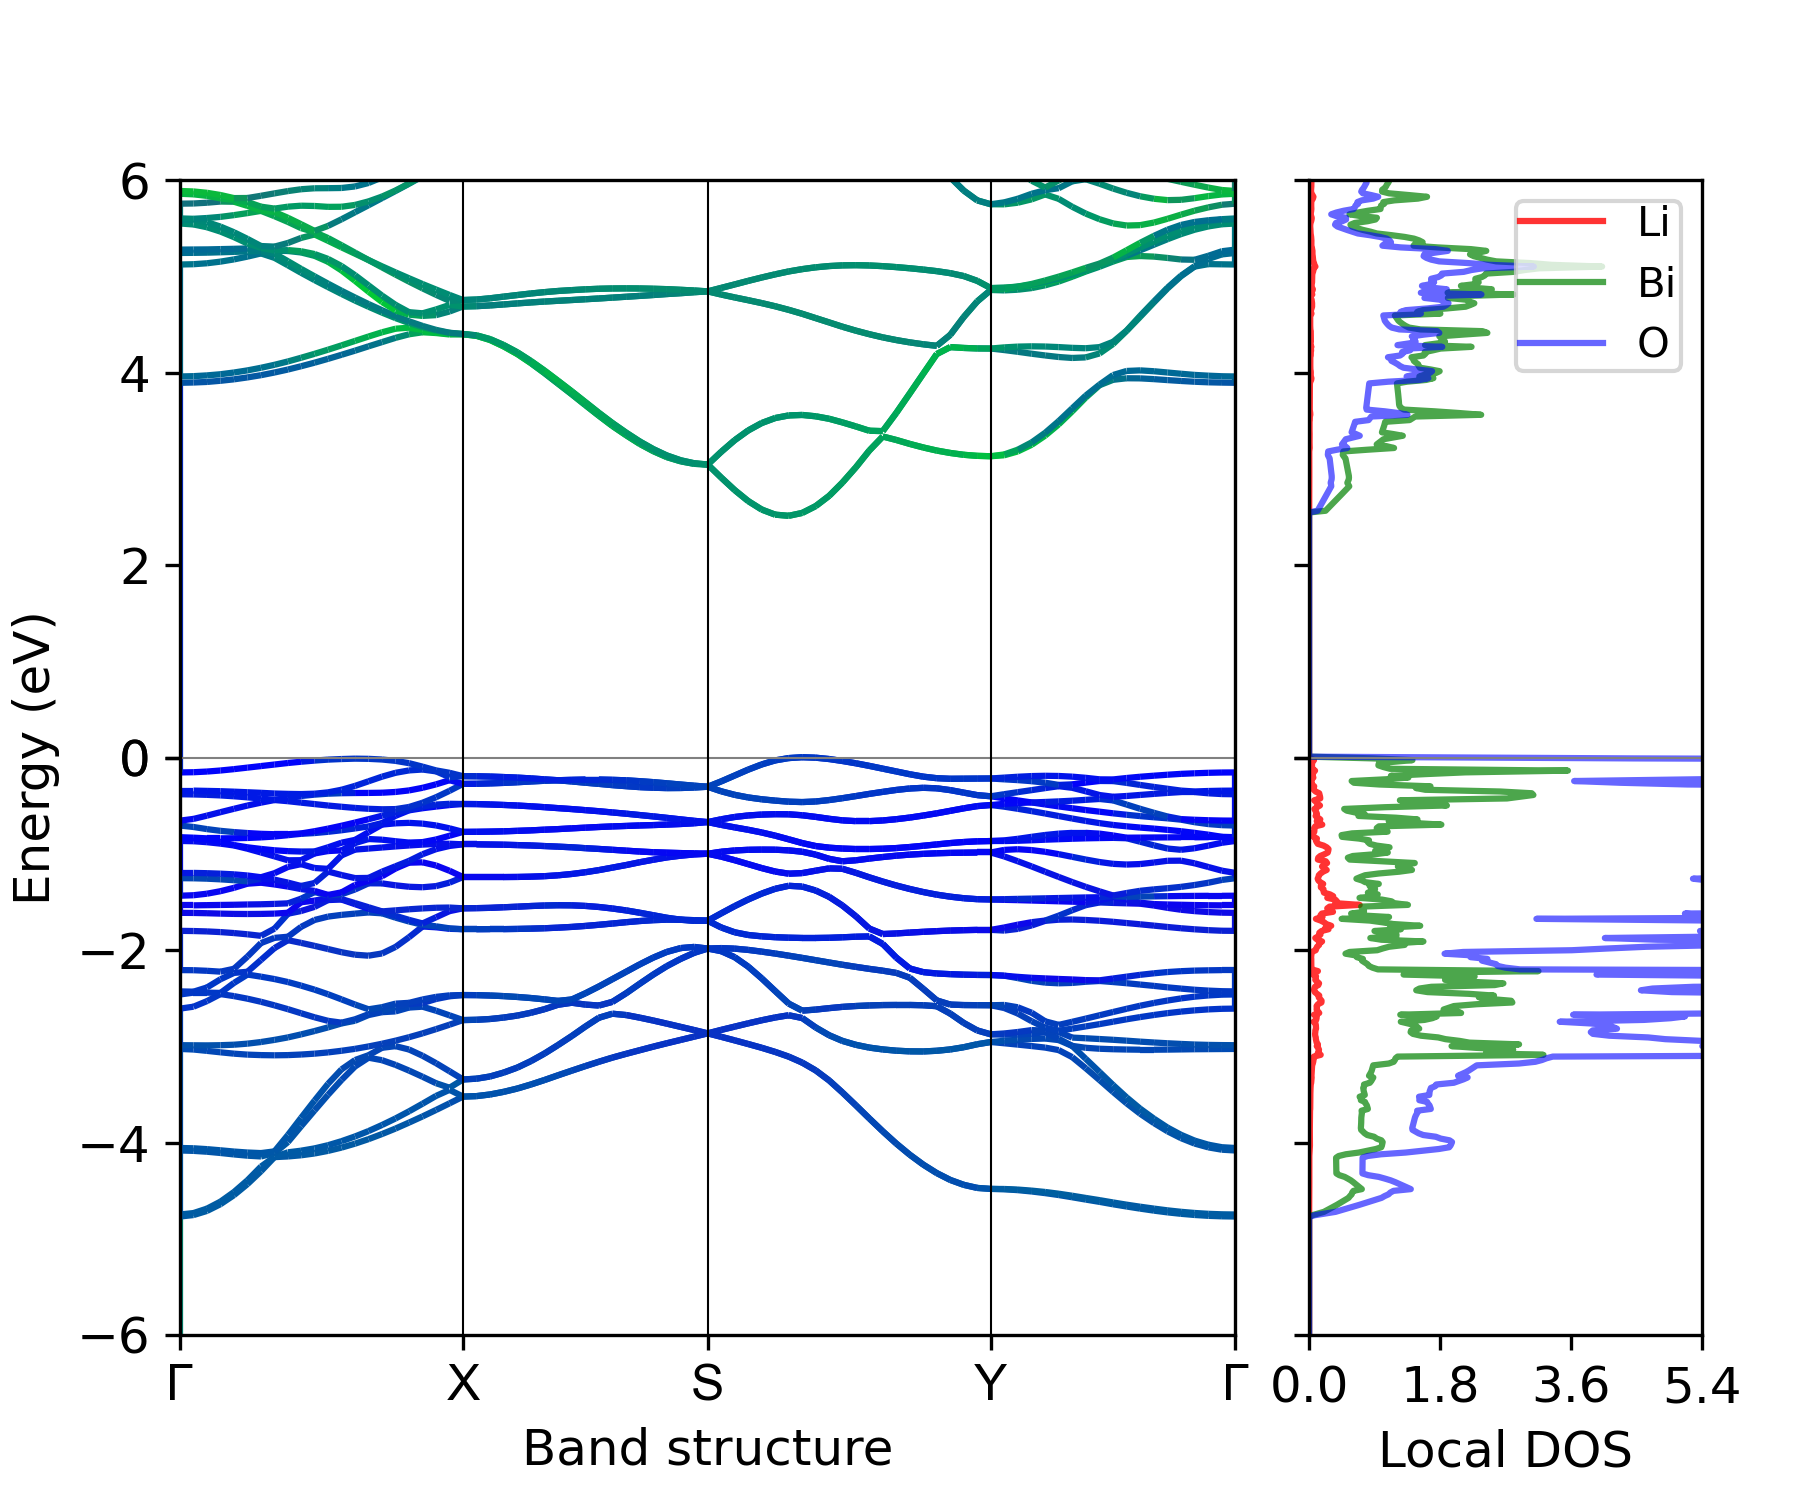 6
4
2
0
−2
−4
−6
Energy (eV)
Γ X S Y Γ
Band structure
Li
Bi
O
0.0 1.8 3.6 5.4
Local DOS